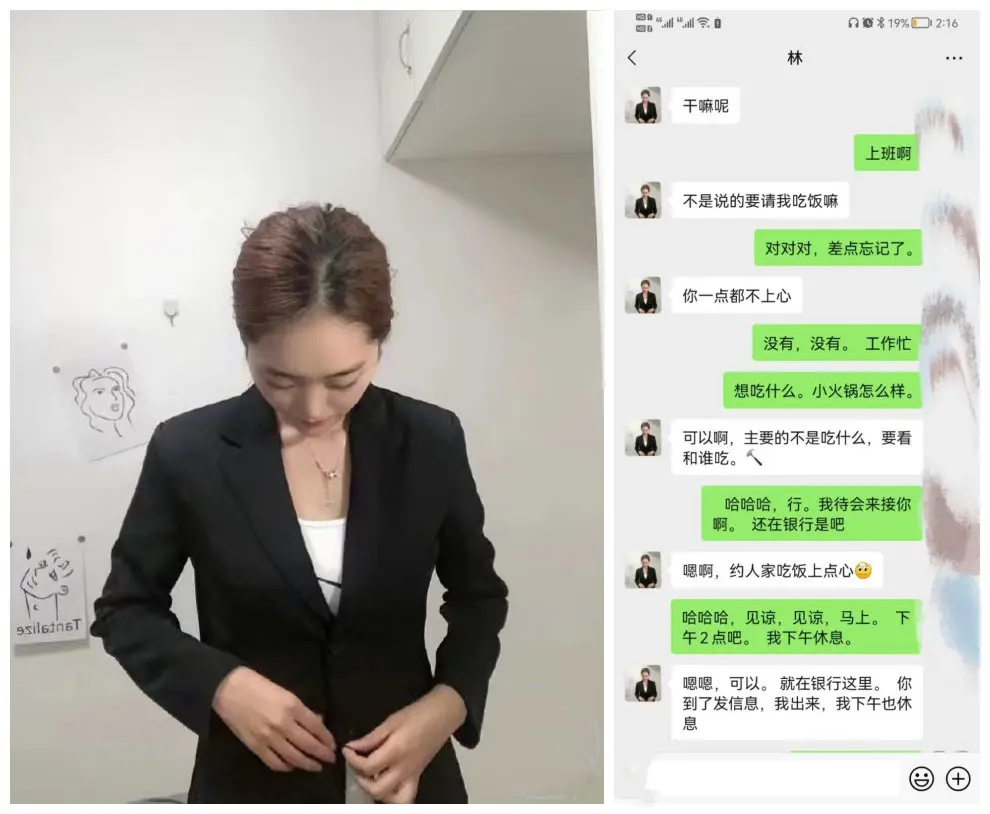 Tantalize
19% 2:16
林
干嘛呢
上班啊
不是说的要请我吃饭嘛
对对对，差点忘记了。
你一点都不上心
没有，没有。 工作忙
想吃什么。小火锅怎么样。
可以啊，主要的不是吃什么，要看
和谁吃。
哈哈哈，行。我待会来接你
啊。 还在银行是吧
嗯啊，约人家吃饭上点心
哈哈哈，见谅，见谅，马上。 下
午2点吧。 我下午休息。
嗯嗯，可以。 就在银行这里。 你
到了发信息，我出来，我下午也休
息